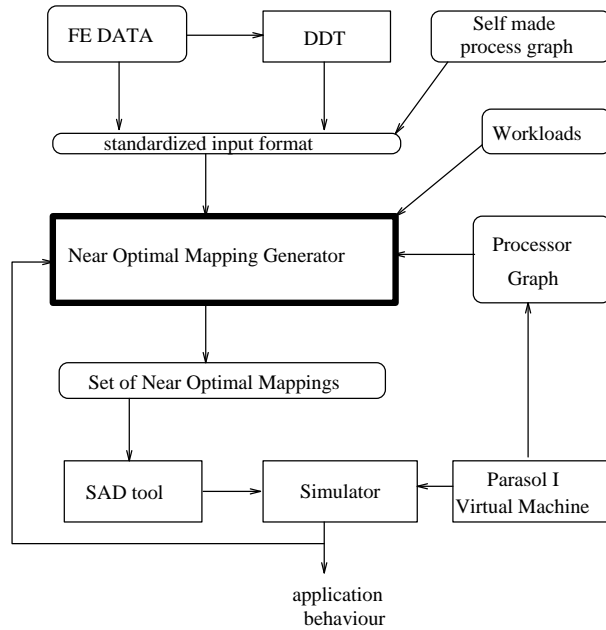 FE DATA
DDT
Self made
process graph
standardized input format
Workloads
Near Optimal Mapping Generator
Processor
Graph
Set of Near Optimal Mappings
SAD tool
Simulator
Parasol I
Virtual Machine
application
behaviour